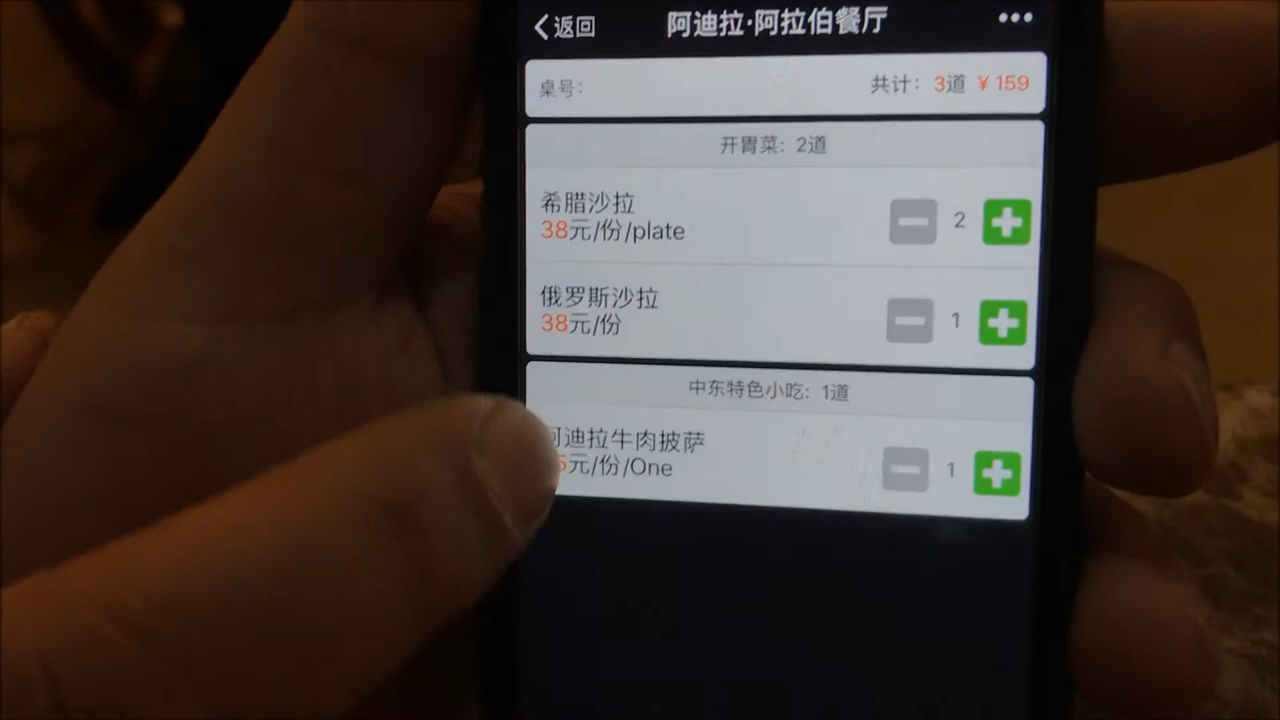 返回
阿迪拉·阿拉伯餐厅
桌号:
共计: 3道 ¥159
开胃菜: 2道
希腊沙拉
38元/份/plate
2
俄罗斯沙拉
38元/份
1
中东特色小吃: 1道
阿迪拉牛肉披萨
5元/份/One
1